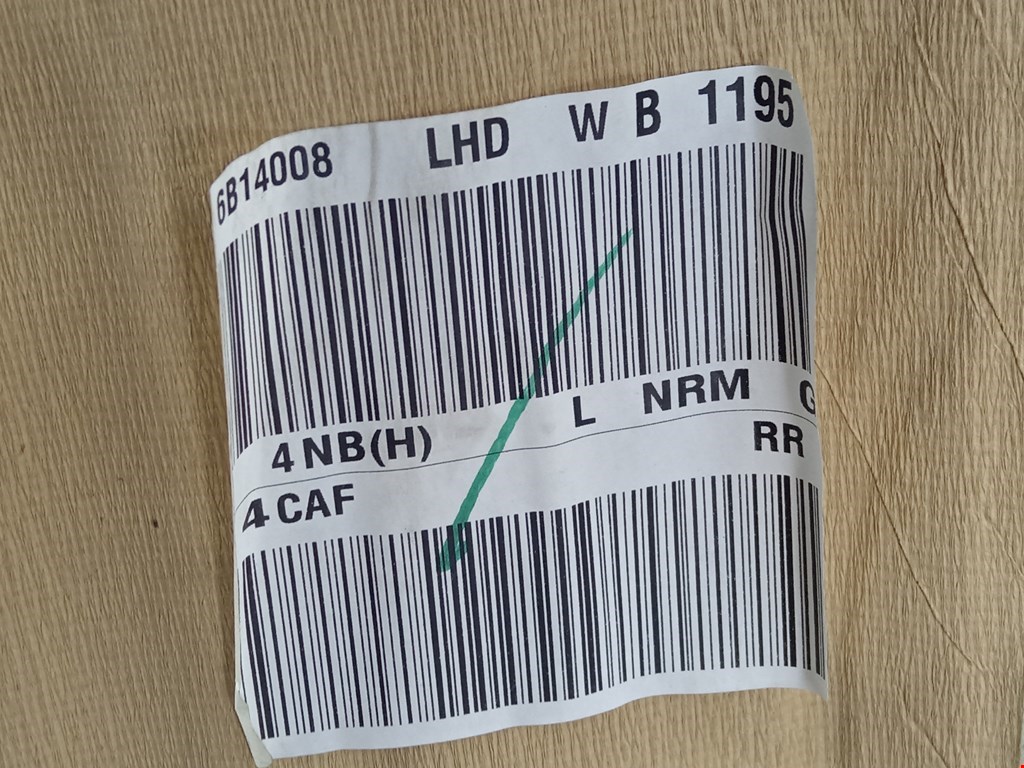 6B14008 LHD W B 1195
4 NB(H) L NRM G
4 CAF RR